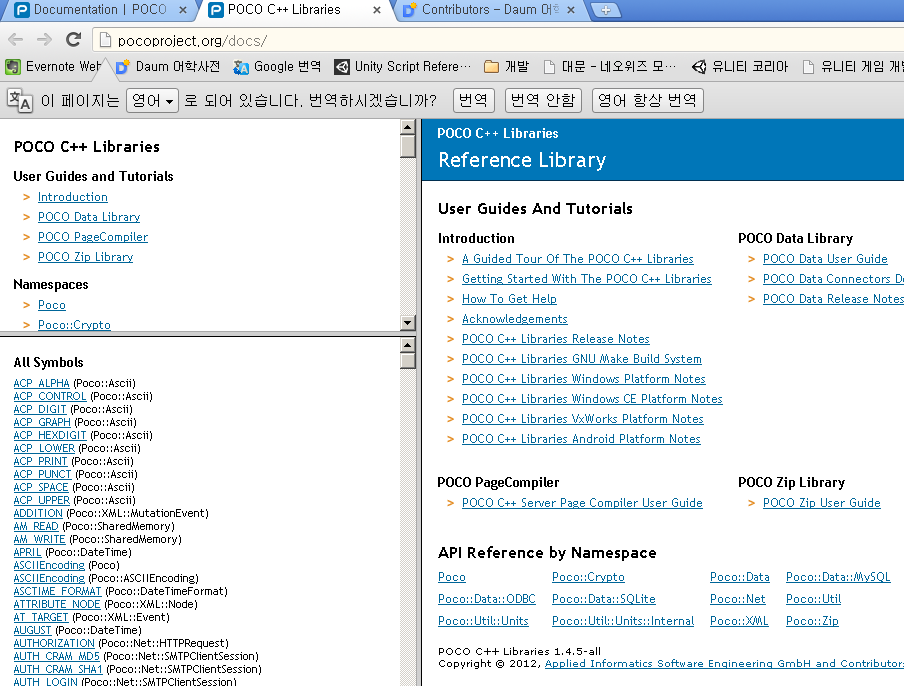 Documentation | POCO
POCO C++ Libraries
Contributors - Daum 어학
pocoproject.org/docs/
Evernote Web
Daum 어학사전
Google 번역
Unity Script Refere…
개발
대문 - 네오위즈 모…
유니티 코리아
유니티 게임 개발
이 페이지는 영어 로 되어 있습니다. 번역하시겠습니까? 번역 번역 안함 영어 항상 번역
POCO C++ Libraries
User Guides and Tutorials
> Introduction
> POCO Data Library
> POCO PageCompiler
> POCO Zip Library
Namespaces
> Poco
> Poco::Crypto
All Symbols
ACP_ALPHA (Poco::Ascii)
ACP_CONTROL (Poco::Ascii)
ACP_DIGIT (Poco::Ascii)
ACP_GRAPH (Poco::Ascii)
ACP_HEXDIGIT (Poco::Ascii)
ACP_LOWER (Poco::Ascii)
ACP_PRINT (Poco::Ascii)
ACP_PUNCT (Poco::Ascii)
ACP_SPACE (Poco::Ascii)
ACP_UPPER (Poco::Ascii)
ADDITION (Poco::XML::MutationEvent)
AM_READ (Poco::SharedMemory)
AM_WRITE (Poco::SharedMemory)
APRIL (Poco::DateTime)
ASCIIEncoding (Poco)
ASCIIEncoding (Poco::ASCIIEncoding)
ASCTIME_FORMAT (Poco::DateTimeFormat)
ATTRIBUTE_NODE (Poco::XML::Node)
AT_TARGET (Poco::XML::Event)
AUGUST (Poco::DateTime)
AUTHORIZATION (Poco::Net::HTTPRequest)
AUTH_CRAM_MD5 (Poco::Net::SMTPClientSession)
AUTH_CRAM_SHA1 (Poco::Net::SMTPClientSession)
AUTH_LOGIN (Poco::Net::SMTPClientSession)
POCO C++ Libraries
Reference Library
User Guides And Tutorials
Introduction
> A Guided Tour Of The POCO C++ Libraries
> Getting Started With The POCO C++ Libraries
> How To Get Help
> Acknowledgements
> POCO C++ Libraries Release Notes
> POCO C++ Libraries GNU Make Build System
> POCO C++ Libraries Windows Platform Notes
> POCO C++ Libraries Windows CE Platform Notes
> POCO C++ Libraries VxWorks Platform Notes
> POCO C++ Libraries Android Platform Notes
POCO Data Library
> POCO Data User Guide
> POCO Data Connectors De
> POCO Data Release Notes
POCO PageCompiler
> POCO C++ Server Page Compiler User Guide
POCO Zip Library
> POCO Zip User Guide
API Reference by Namespace
Poco Poco::Crypto Poco::Data Poco::Data::MySQL
Poco::Data::ODBC Poco::Data::SQLite Poco::Net Poco::Util
Poco::Util::Units Poco::Util::Units::Internal Poco::XML Poco::Zip
POCO C++ Libraries 1.4.5-all
Copyright © 2012, Applied Informatics Software Engineering GmbH and Contributors